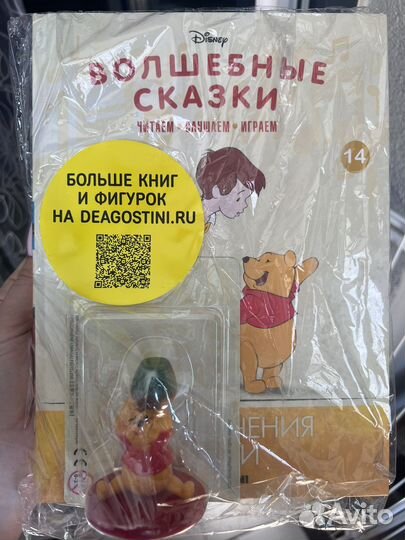 Disney
ВОЛШЕБНЫЕ
СКАЗКИ
ЧИТАЕМ • СЛУШАЕМ • ИГРАЕМ
14
БОЛЬШЕ КНИГ
И ФИГУРОК
НА DEAGOSTINI.RU
Avito